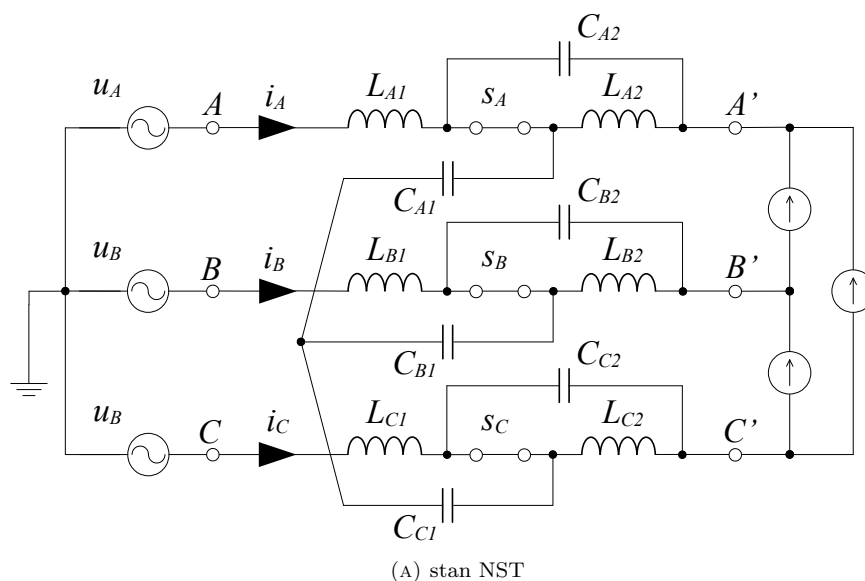 C_A2
u_A A i_A L_A1 s_A L_A2 A’
C_A1 C_B2
u_B B i_B L_B1 s_B L_B2 B’
C_B1 C_C2
u_B C i_C L_C1 s_C L_C2 C’
C_C1
(A) stan NST